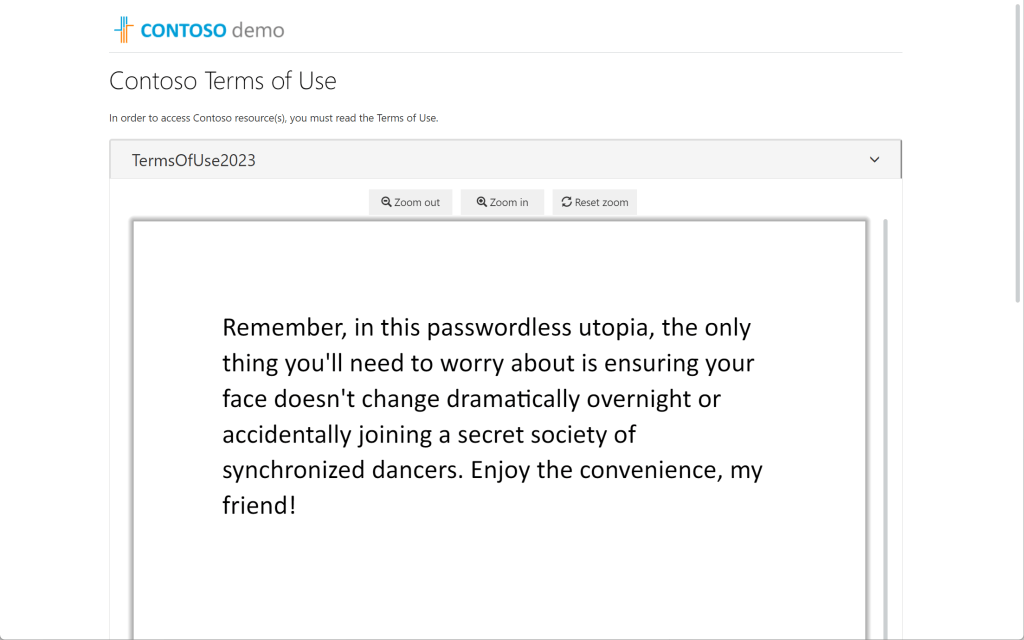 CONTOSO demo
Contoso Terms of Use
In order to access Contoso resource(s), you must read the Terms of Use.
TermsOfUse2023
Zoom out Zoom in Reset zoom
Remember, in this passwordless utopia, the only
thing you'll need to worry about is ensuring your
face doesn't change dramatically overnight or
accidentally joining a secret society of
synchronized dancers. Enjoy the convenience, my
friend!